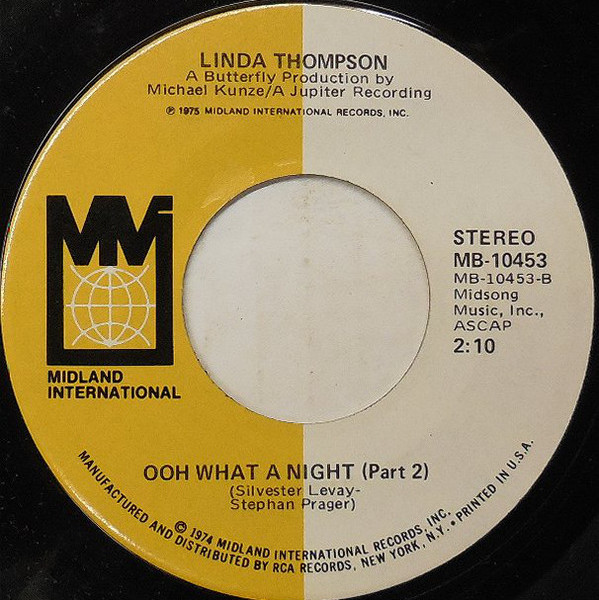 LINDA THOMPSON
A Butterfly Production by
Michael Kunze/A Jupiter Recording
℗ 1975 MIDLAND INTERNATIONAL RECORDS, INC.
MM
MIDLAND
INTERNATIONAL
STEREO
MB-10453
MB-10453-B
Midsong
Music, Inc.,
ASCAP
2:10
OOH WHAT A NIGHT (Part 2)
(Silvester Levay-
Stephan Prager)
© 1974 MIDLAND INTERNATIONAL RECORDS, INC.
MANUFACTURED AND DISTRIBUTED BY RCA RECORDS, NEW YORK, N.Y. • PRINTED IN U.S.A.